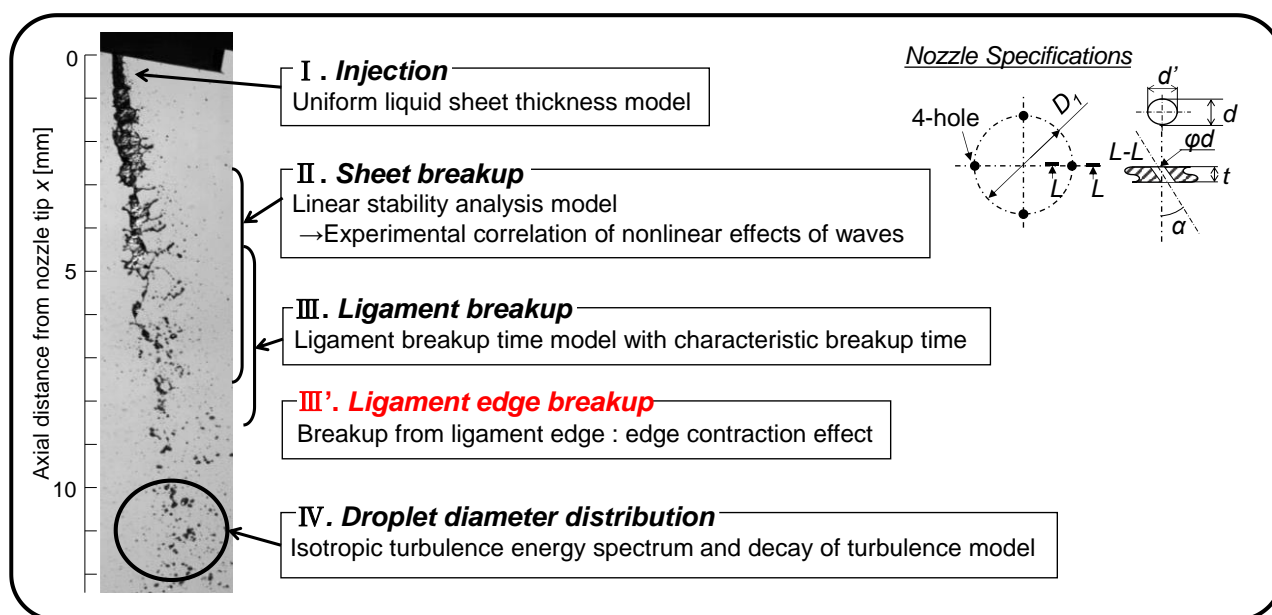 Axial distance from nozzle tip x [mm]
0
5
10
Ⅰ. Injection
Uniform liquid sheet thickness model
Ⅱ. Sheet breakup
Linear stability analysis model
→Experimental correlation of nonlinear effects of waves
Ⅲ. Ligament breakup
Ligament breakup time model with characteristic breakup time
Ⅲ'. Ligament edge breakup
Breakup from ligament edge : edge contraction effect
Ⅳ. Droplet diameter distribution
Isotropic turbulence energy spectrum and decay of turbulence model
Nozzle Specifications
4-hole
D1
L
L
d'
d
φd
L-L
t
α